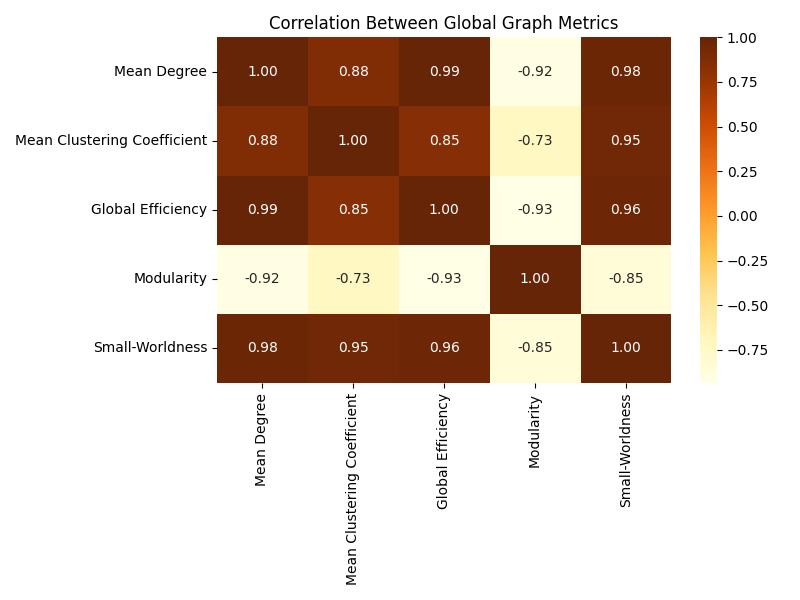 Correlation Between Global Graph Metrics
Mean Degree 1.00 0.88 0.99 -0.92 0.98
Mean Clustering Coefficient 0.88 1.00 0.85 -0.73 0.95
Global Efficiency 0.99 0.85 1.00 -0.93 0.96
Modularity -0.92 -0.73 -0.93 1.00 -0.85
Small-Worldness 0.98 0.95 0.96 -0.85 1.00
Mean Degree
Mean Clustering Coefficient
Global Efficiency
Modularity
Small-Worldness
1.00
0.75
0.50
0.25
0.00
−0.25
−0.50
−0.75